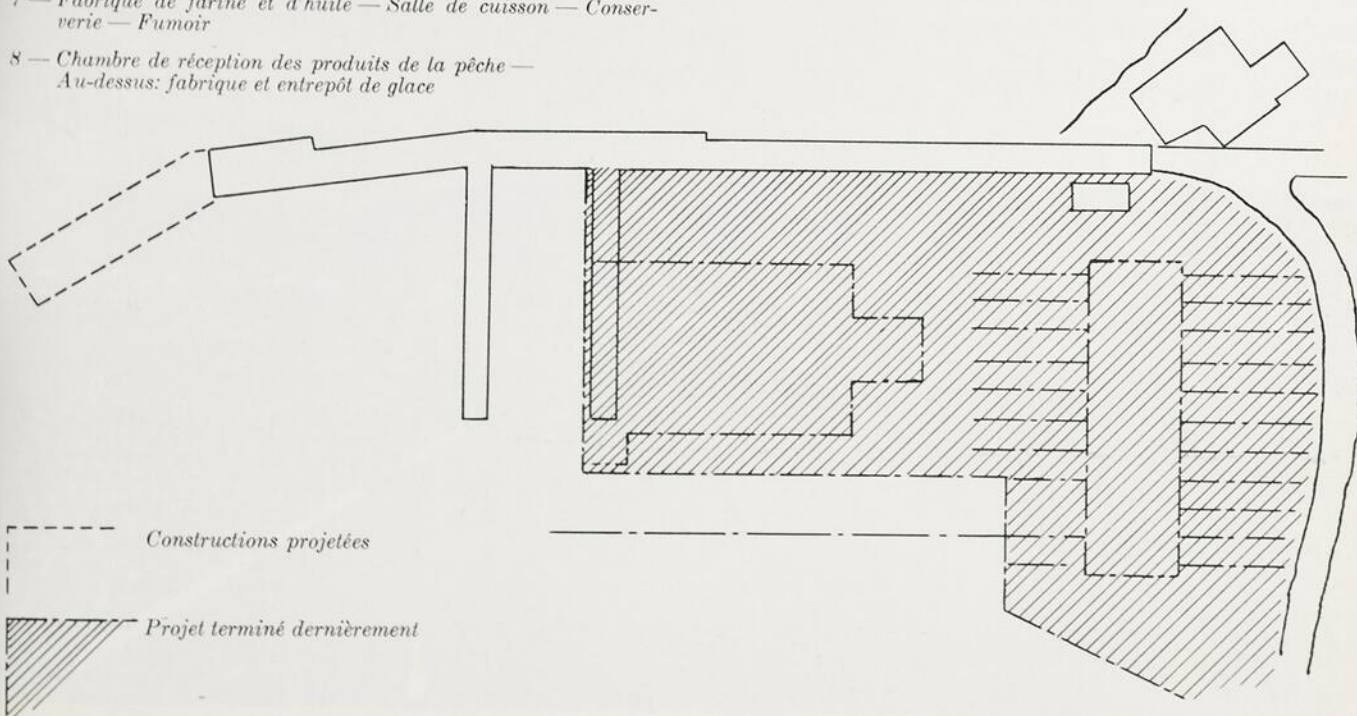 7 — Fabrique de farine et d'huile — Salle de cuisson — Conser-
verie — Fumoir
8 — Chambre de réception des produits de la pêche —
Au-dessus: fabrique et entrepôt de glace
Constructions projetées
Projet terminé dernièrement